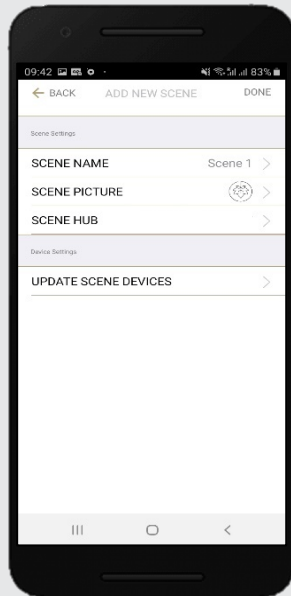 09:42 83%
BACK ADD NEW SCENE DONE
Scene Settings
SCENE NAME Scene 1
SCENE PICTURE
SCENE HUB
Device Settings
UPDATE SCENE DEVICES